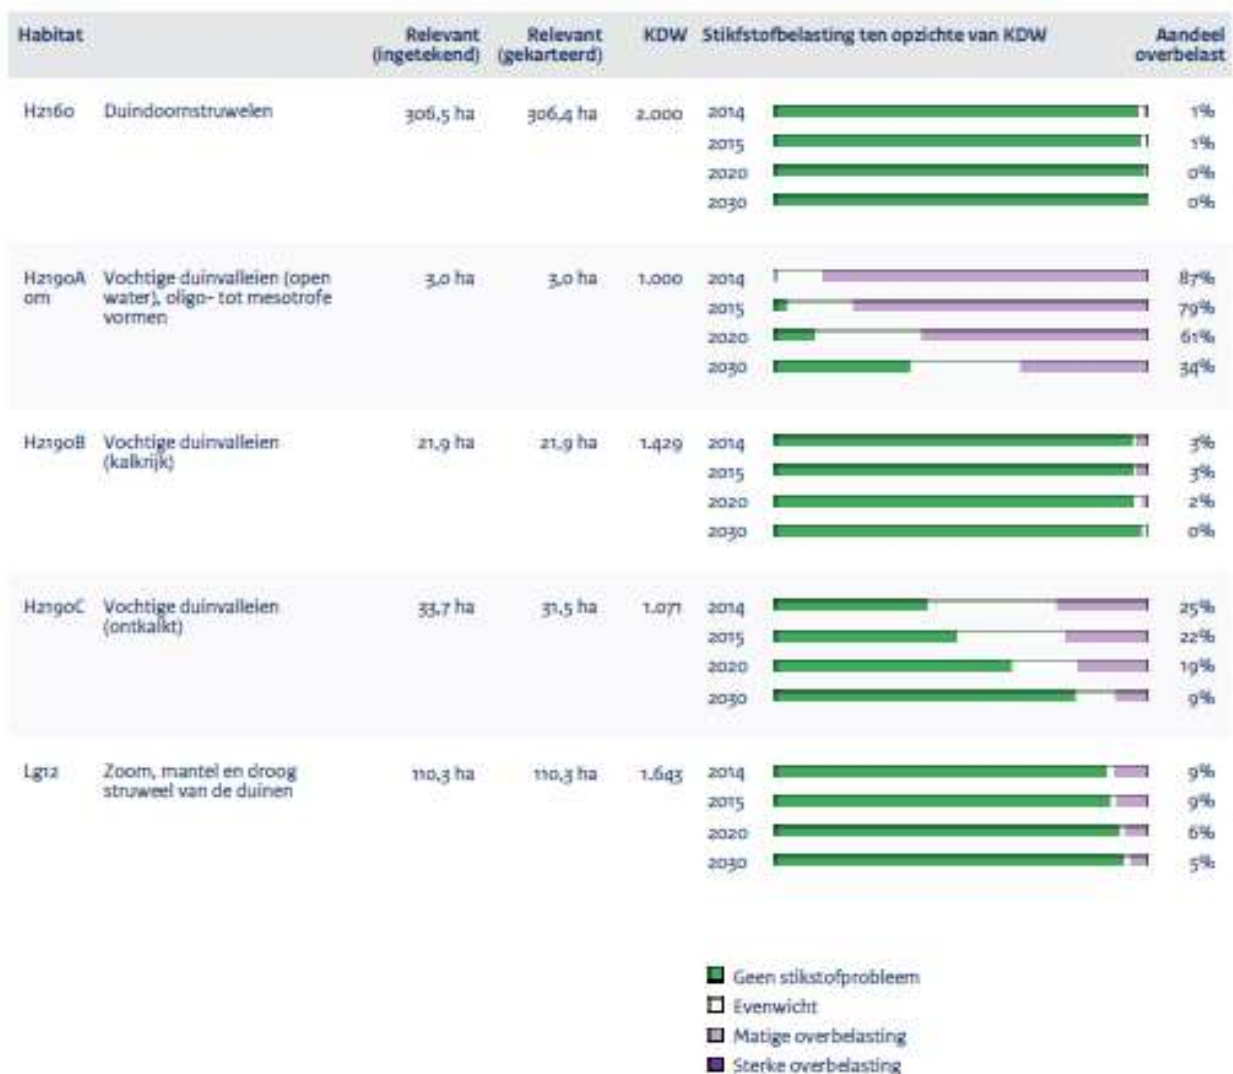 Habitat Relevant (ingetekend) Relevant (gekarteerd) KDW Stikfstofbelasting ten opzichte van KDW Aandeel overbelast
H2160 Duindoornstruwelen 306,5 ha 306,4 ha 2.000 2014 1%
2015 1%
2020 0%
2030 0%
H2190A om Vochtige duinvalleien (open water), oligo- tot mesotrofe vormen 3,0 ha 3,0 ha 1.000 2014 87%
2015 79%
2020 61%
2030 34%
H2190B Vochtige duinvalleien (kalkrijk) 21,9 ha 21,9 ha 1.429 2014 3%
2015 3%
2020 2%
2030 0%
H2190C Vochtige duinvalleien (ontkalkt) 33,7 ha 31,5 ha 1.071 2014 25%
2015 22%
2020 19%
2030 9%
Lg12 Zoom, mantel en droog struweel van de duinen 110,3 ha 110,3 ha 1.643 2014 9%
2015 9%
2020 6%
2030 5%
Geen stikstofprobleem
Evenwicht
Matige overbelasting
Sterke overbelasting